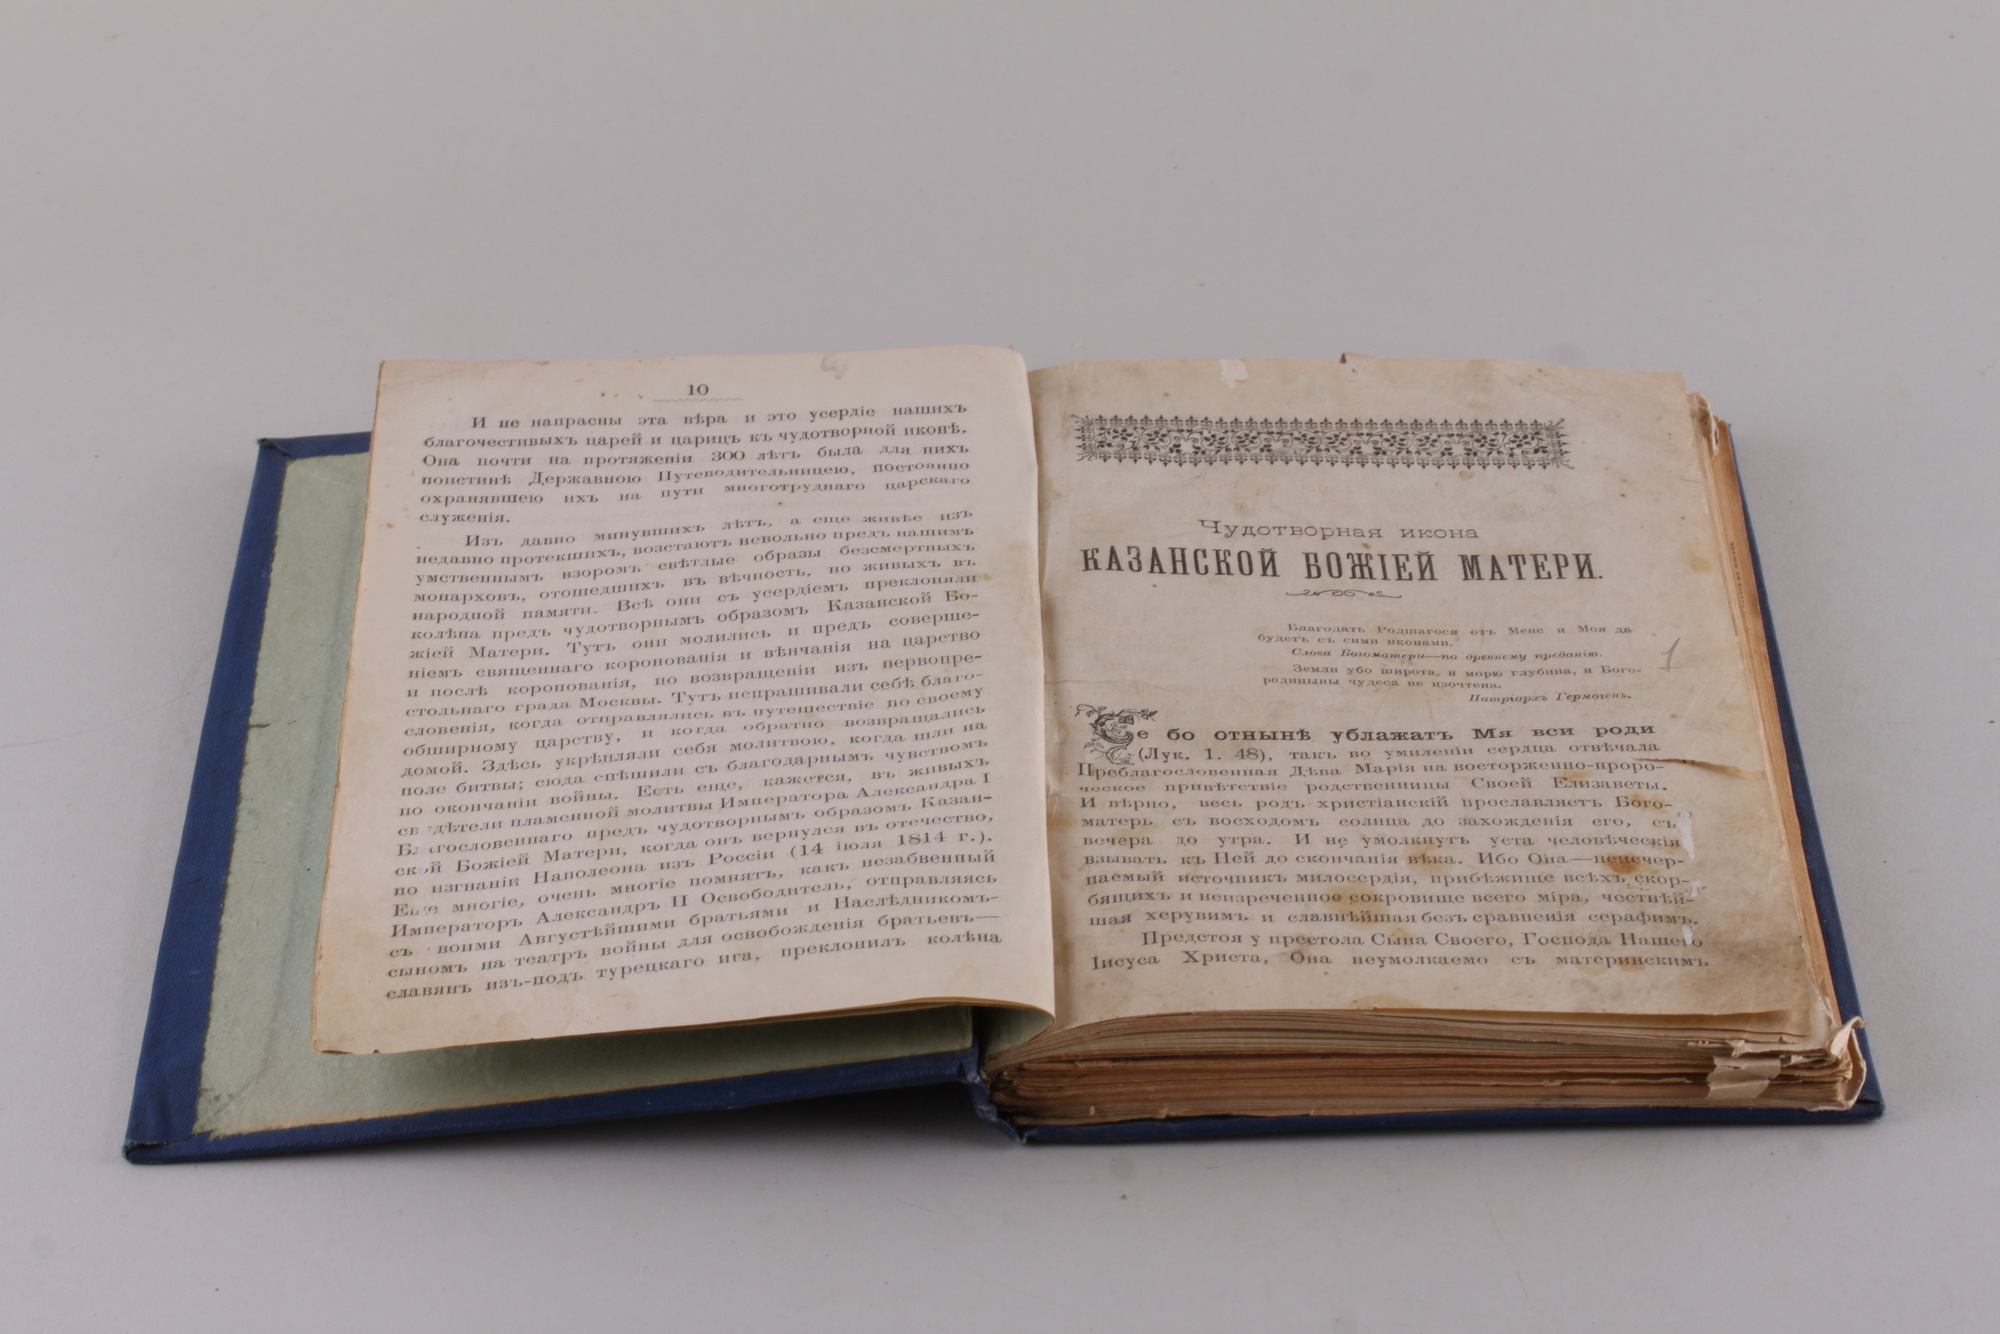 10
И не напрасны эта вѣра и это усердіе нашихъ
благочестивыхъ царей и царицъ къ чудотворной иконѣ.
Она почти на протяженіи 300 лѣтъ была для нихъ
поистинѣ Державною Путеводительницею, постоянно
охранявшею ихъ на пути многотруднаго царскаго
служенія.
Изъ давно минувшихъ лѣтъ, а еще живѣе изъ
недавно протекшихъ, возстаютъ невольно предъ нашимъ
умственнымъ взоромъ свѣтлые образы безсмертныхъ
монарховъ, отошедшихъ въ вѣчность, но живыхъ въ
народной памяти. Всѣ они съ усердіемъ преклоняли
колѣна предъ чудотворнымъ образомъ Казанской Бо-
жіей Матери. Тутъ они молились и предъ соверше-
ніемъ священнаго коронованія и вѣнчанія на царство
и послѣ коронованія, по возвращеніи изъ первопре-
стольнаго града Москвы. Тутъ испрашивали себѣ благо-
словенія, когда отправлялись въ путешествіе по своему
обширному царству, и когда обратно возвращались
домой. Здѣсь укрѣпляли себя молитвою, когда шли на
поле битвы; сюда спѣшили съ благодарнымъ чувствомъ
по окончаніи войны. Есть еще, кажется, въ живыхъ
свидѣтели пламенной молитвы Императора Александра I
Благословеннаго предъ чудотворнымъ образомъ Казан-
ской Божіей Матери, когда онъ вернулся въ отечество,
по изгнаніи Наполеона изъ Россіи (14 іюля 1814 г.).
Еще многіе, очень многіе помнятъ, какъ незабвенный
Императоръ Александръ II Освободитель, отправляясь
съ своими Августѣйшими братьями и Наслѣдникомъ-
сыномъ на театръ войны для освобожденія братьевъ—
славянъ изъ-подъ турецкаго ига, преклонилъ колѣна
Чудотворная икона
КАЗАНСКОЙ БОЖІЕЙ МАТЕРИ.
Благодать Родшагося отъ Мене и Моя да
будетъ съ сими иконами.
Слова Богоматери—по древнему преданію.
Земли убо широта, и морю глубина, и Бого-
родицыны чудеса не изочтена.
Патріархъ Гермогенъ.
1
Се бо отнынѣ ублажатъ Мя вси роди
(Лук. 1. 48), такъ во умиленіи сердца отвѣчала
Преблагословенная Дѣва Марія на восторженно-проро-
ческое привѣтствіе родственницы Своей Елизаветы.
И вѣрно, весь родъ христіанскій прославляетъ Бого-
матерь съ восходомъ солнца до захожденія его, съ
вечера до утра. И не умолкнутъ уста человѣческія
взывать къ Ней до скончанія вѣка. Ибо Она—неисчер-
паемый источникъ милосердія, прибѣжище всѣхъ скор-
бящихъ и неизреченное сокровище всего міра, честнѣй-
шая херувимъ и славнѣйшая безъ сравненія серафимъ.
Предстоя у престола Сына Своего, Господа Нашего
Іисуса Христа, Она неумолкаемо съ материнскимъ